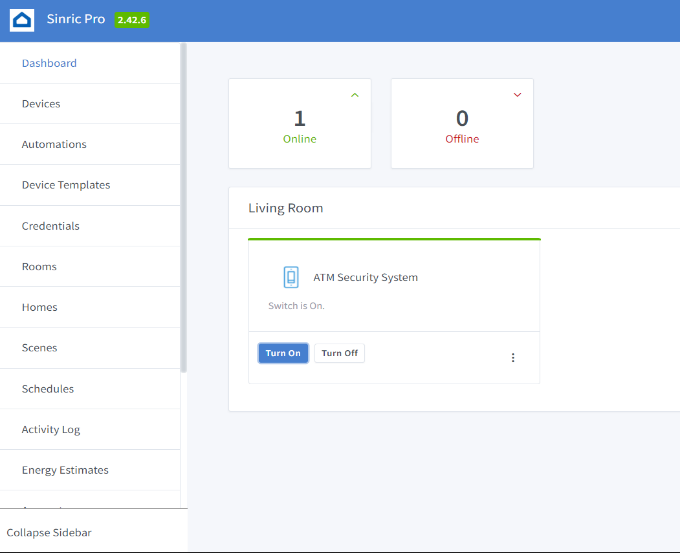 Sinric Pro 2.42.6
Dashboard
Devices
Automations
Device Templates
Credentials
Rooms
Homes
Scenes
Schedules
Activity Log
Energy Estimates
Collapse Sidebar
1
Online
0
Offline
Living Room
ATM Security System
Switch is On.
Turn On
Turn Off